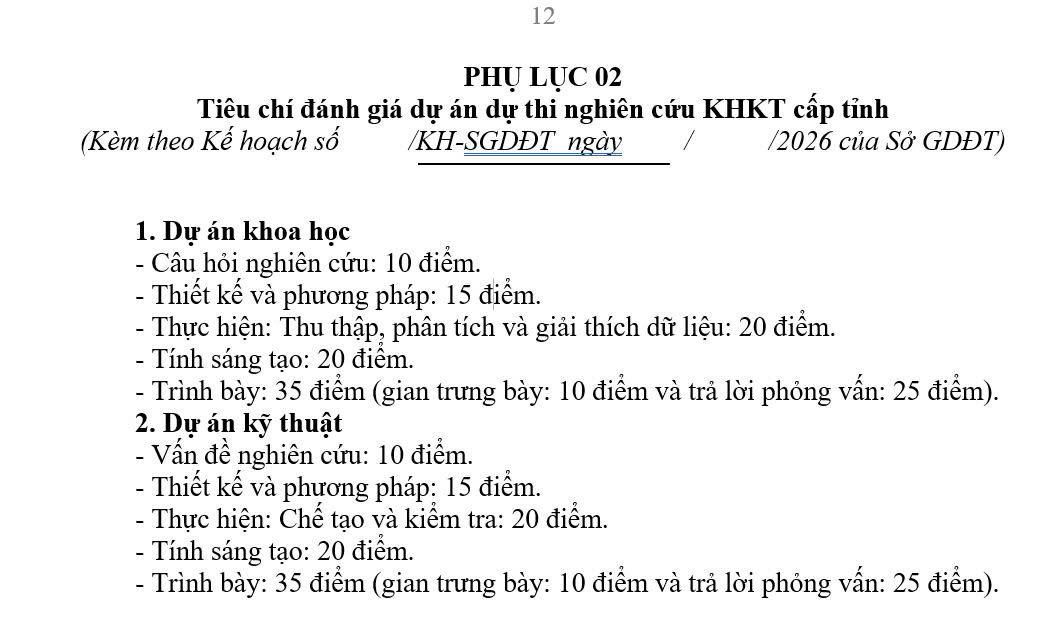 12
PHỤ LỤC 02
Tiêu chí đánh giá dự án dự thi nghiên cứu KHKT cấp tỉnh
(Kèm theo Kế hoạch số /KH-SGDĐT ngày / /2026 của Sở GDĐT)
1. Dự án khoa học
- Câu hỏi nghiên cứu: 10 điểm.
- Thiết kế và phương pháp: 15 điểm.
- Thực hiện: Thu thập, phân tích và giải thích dữ liệu: 20 điểm.
- Tính sáng tạo: 20 điểm.
- Trình bày: 35 điểm (gian trưng bày: 10 điểm và trả lời phỏng vấn: 25 điểm).
2. Dự án kỹ thuật
- Vấn đề nghiên cứu: 10 điểm.
- Thiết kế và phương pháp: 15 điểm.
- Thực hiện: Chế tạo và kiểm tra: 20 điểm.
- Tính sáng tạo: 20 điểm.
- Trình bày: 35 điểm (gian trưng bày: 10 điểm và trả lời phỏng vấn: 25 điểm).